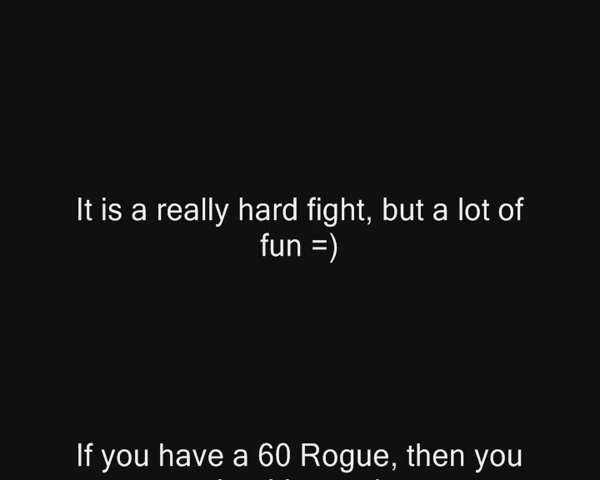 It is a really hard fight, but a lot of
fun =)
If you have a 60 Rogue, then you